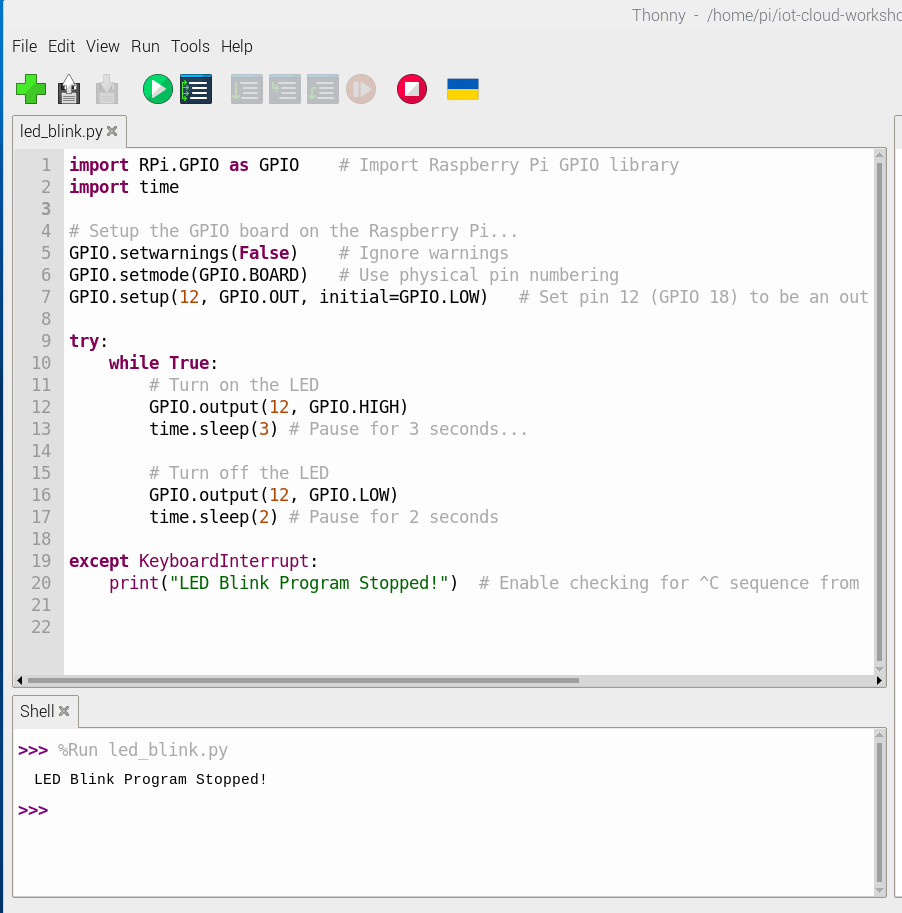 Thonny - /home/pi/iot-cloud-worksho
File Edit View Run Tools Help
led_blink.py
1 import RPi.GPIO as GPIO    # Import Raspberry Pi GPIO library
2 import time
3
4 # Setup the GPIO board on the Raspberry Pi...
5 GPIO.setwarnings(False)    # Ignore warnings
6 GPIO.setmode(GPIO.BOARD)   # Use physical pin numbering
7 GPIO.setup(12, GPIO.OUT, initial=GPIO.LOW)   # Set pin 12 (GPIO 18) to be an out
8
9 try:
10     while True:
11         # Turn on the LED
12         GPIO.output(12, GPIO.HIGH)
13         time.sleep(3) # Pause for 3 seconds...
14
15         # Turn off the LED
16         GPIO.output(12, GPIO.LOW)
17         time.sleep(2) # Pause for 2 seconds
18
19 except KeyboardInterrupt:
20     print("LED Blink Program Stopped!")  # Enable checking for ^C sequence from
21
22
Shell
>>> %Run led_blink.py
LED Blink Program Stopped!
>>>